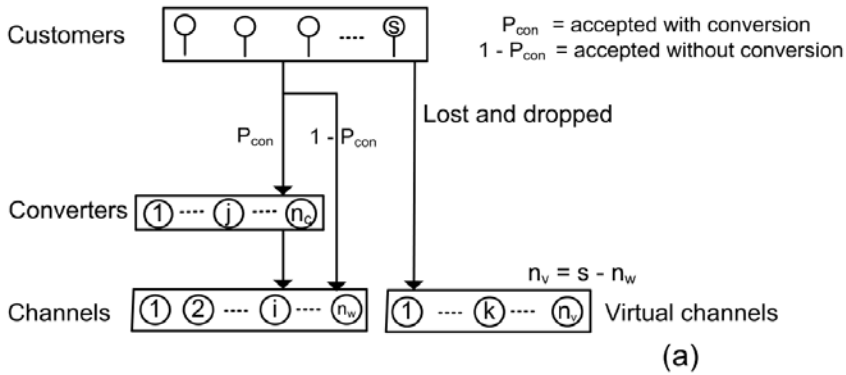 Customers
.... s
P_con = accepted with conversion
1 - P_con = accepted without conversion
Lost and dropped
P_con 1 - P_con
Converters 1 .... j .... n_c
n_v = s - n_w
Channels 1 2 .... i .... n_w 1 .... k .... n_v Virtual channels
(a)